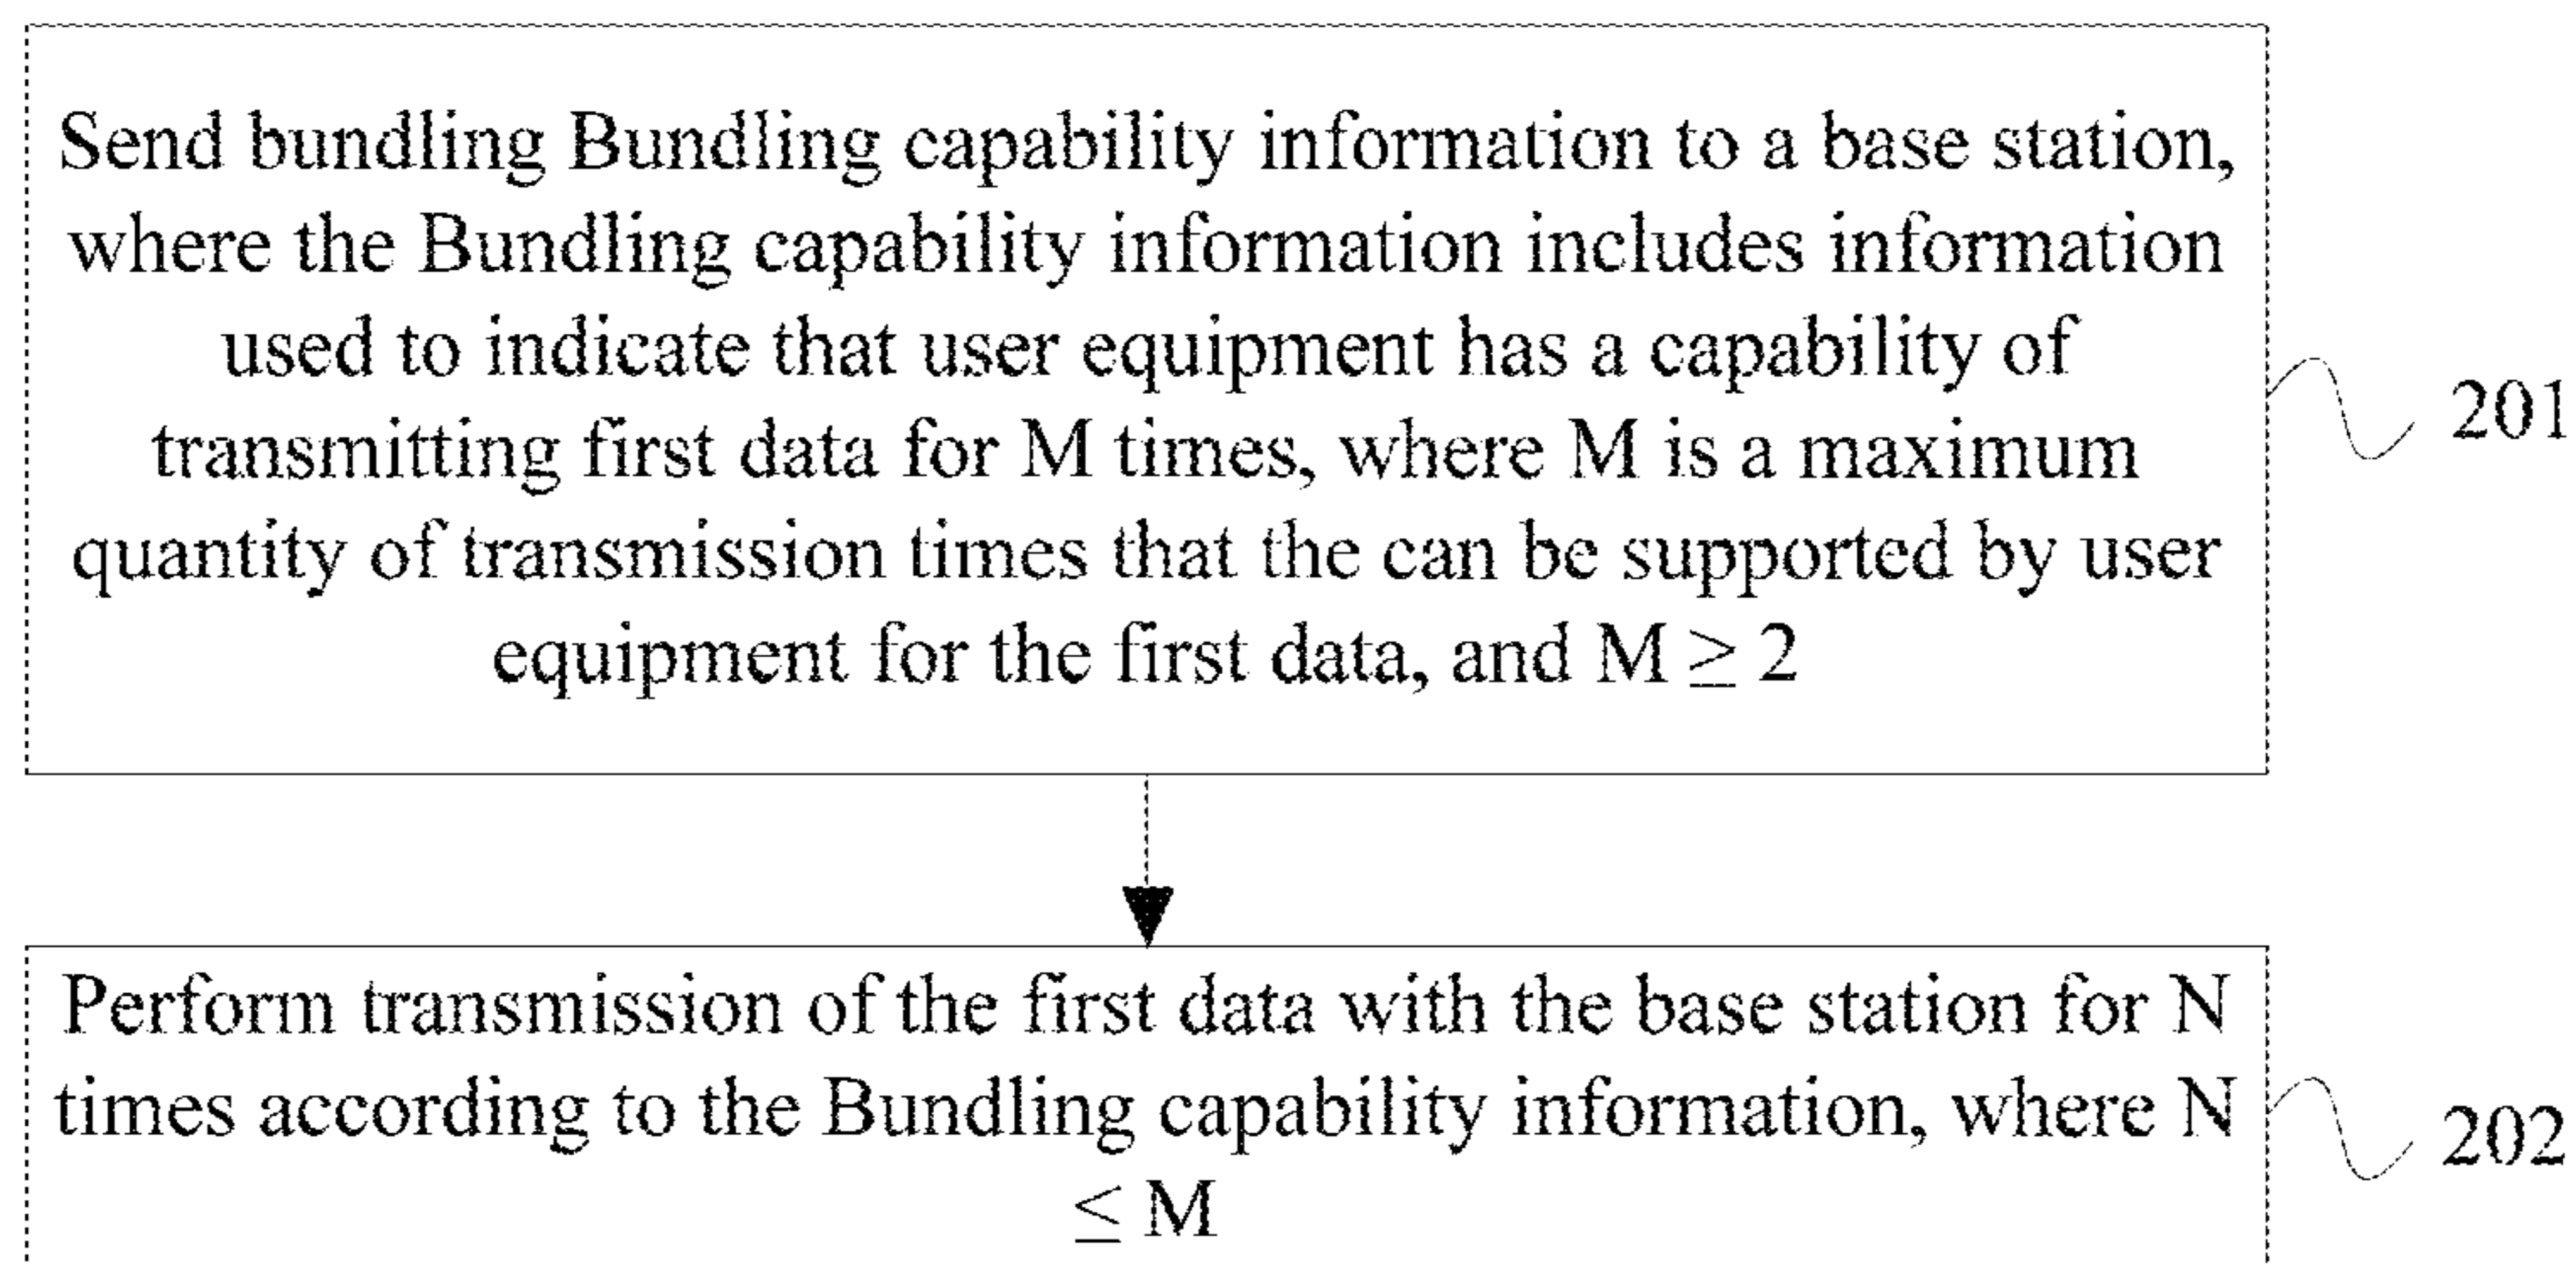 Send bundling Bundling capability information to a base station,
where the Bundling capability information includes information
used to indicate that user equipment has a capability of
transmitting first data for M times, where M is a maximum
quantity of transmission times that the can be supported by user
equipment for the first data, and M ≥ 2
201
Perform transmission of the first data with the base station for N
times according to the Bundling capability information, where N
≤ M
202